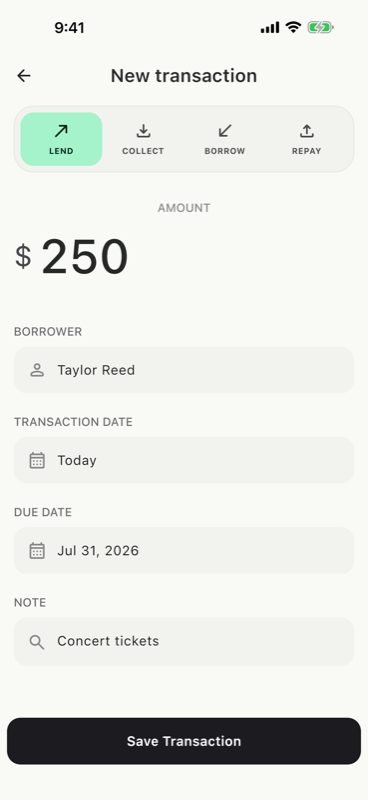 9:41
New transaction
LEND COLLECT BORROW REPAY
AMOUNT
$ 250
BORROWER
Taylor Reed
TRANSACTION DATE
Today
DUE DATE
Jul 31, 2026
NOTE
Concert tickets
Save Transaction